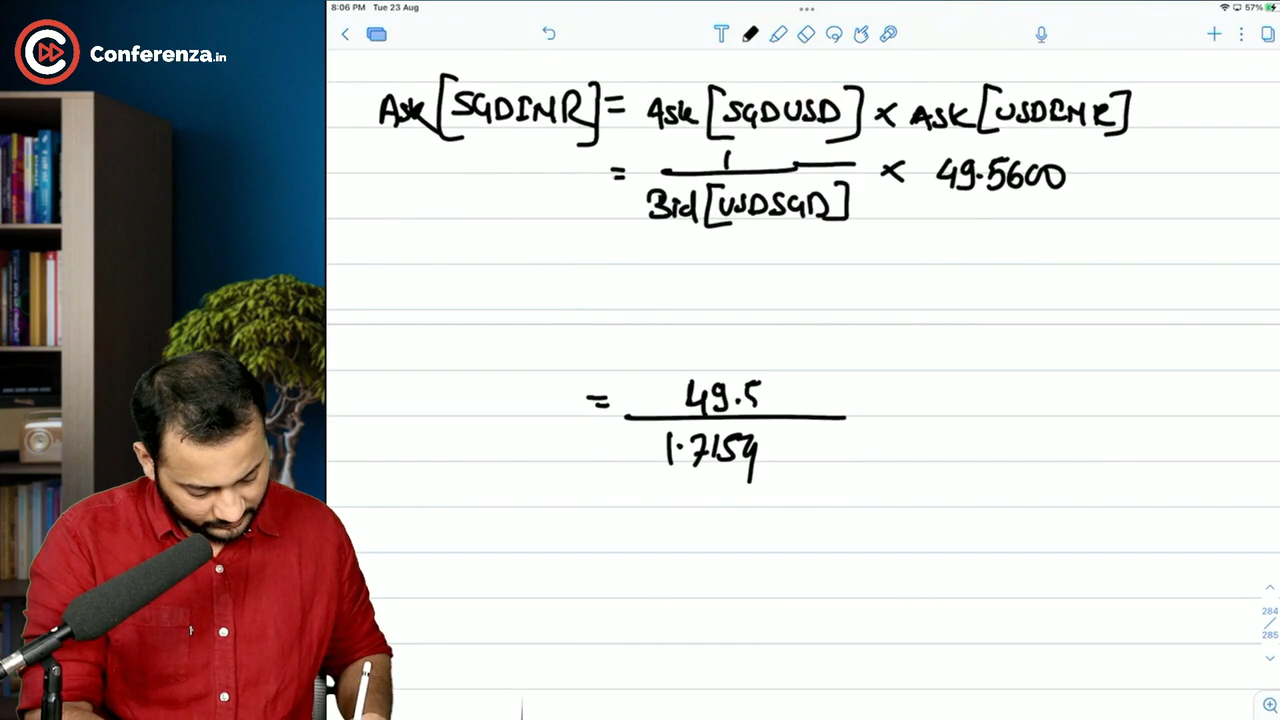 8:06 PM Tue 23 Aug
57%
Conferenza.in
Ask[SGDINR] = Ask[SGDUSD] × ASK[USDINR]
= 1 / Bid[USDSGD] × 49.5600
= 49.5
1.7159
284
285